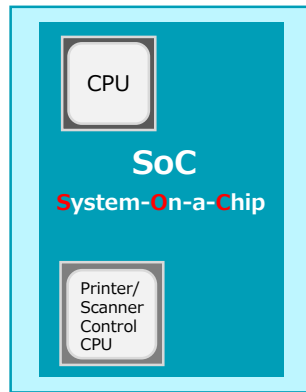 CPU
SoC
System-On-a-Chip
Printer/
Scanner
Control
CPU